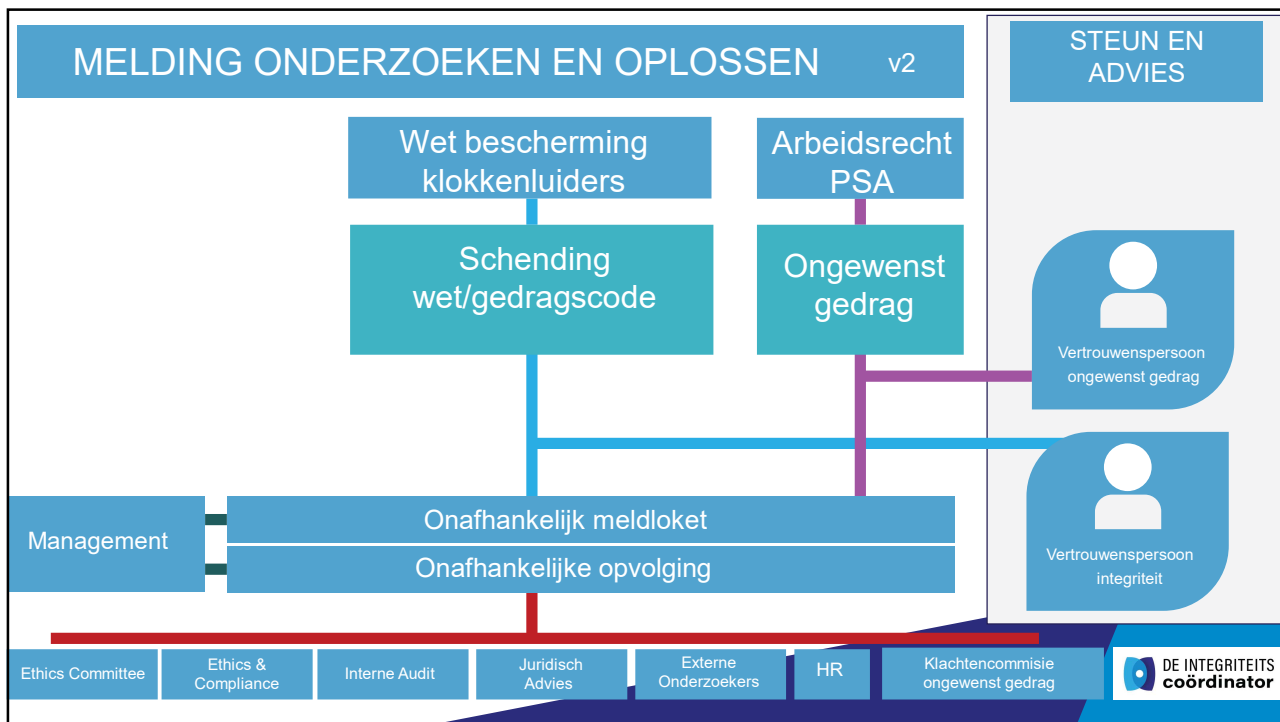 MELDING ONDERZOEKEN EN OPLOSSEN v2
STEUN EN
ADVIES
Wet bescherming
klokkenluiders
Arbeidsrecht
PSA
Schending
wet/gedragscode
Ongewenst
gedrag
Vertrouwenspersoon
ongewenst gedrag
Vertrouwenspersoon
integriteit
Management
Onafhankelijk meldloket
Onafhankelijke opvolging
Ethics Committee
Ethics &
Compliance
Interne Audit
Juridisch
Advies
Externe
Onderzoekers
HR
Klachtencommisie
ongewenst gedrag
DE INTEGRITEITS
coördinator